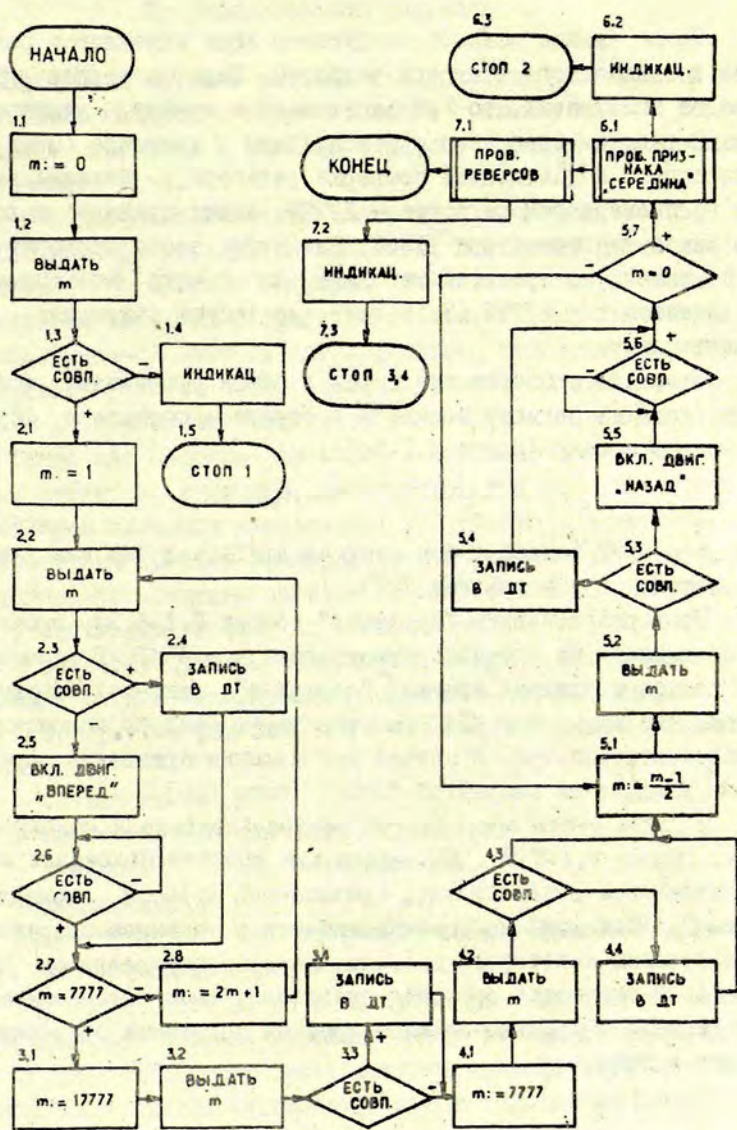 НАЧАЛО
1.1
m: = 0
1.2
ВЫДАТЬ
m
1.3
ЕСТЬ
СОВП.
–
+
1.4
ИНДИКАЦ
1.5
СТОП 1
2.1
m: = 1
2.2
ВЫДАТЬ
m
2.3
ЕСТЬ
СОВП.
+
–
2.4
ЗАПИСЬ
В ДТ
2.5
ВКЛ. ДВИГ.
„ВПЕРЕД"
2.6
ЕСТЬ
СОВП.
–
+
2.7
m = 7777
–
+
2.8
m: = 2m+1
3.1
m: = 17777
3.2
ВЫДАТЬ
m
3.3
ЕСТЬ
СОВП.
+
–
3.4
ЗАПИСЬ
В ДТ
4.1
m: = 7777
4.2
ВЫДАТЬ
m
4.3
ЕСТЬ
СОВП.
4.4
ЗАПИСЬ
В ДТ
5.1
m: = m-1
2
5.2
ВЫДАТЬ
m
5.3
ЕСТЬ
СОВП.
5.4
ЗАПИСЬ
В ДТ
5.5
ВКЛ. ДВИГ.
„НАЗАД"
5.6
ЕСТЬ
СОВП.
–
+
5.7
m = 0
–
+
6.1
ПРОБ. ПРИЗ-
НАКА
СЕРЕДИНА"
6.2
ИНДИКАЦ.
6.3
СТОП 2
7.1
ПРОВ.
РЕВЕРСОВ
КОНЕЦ
7.2
ИНДИКАЦ.
7.3
СТОП 3,4